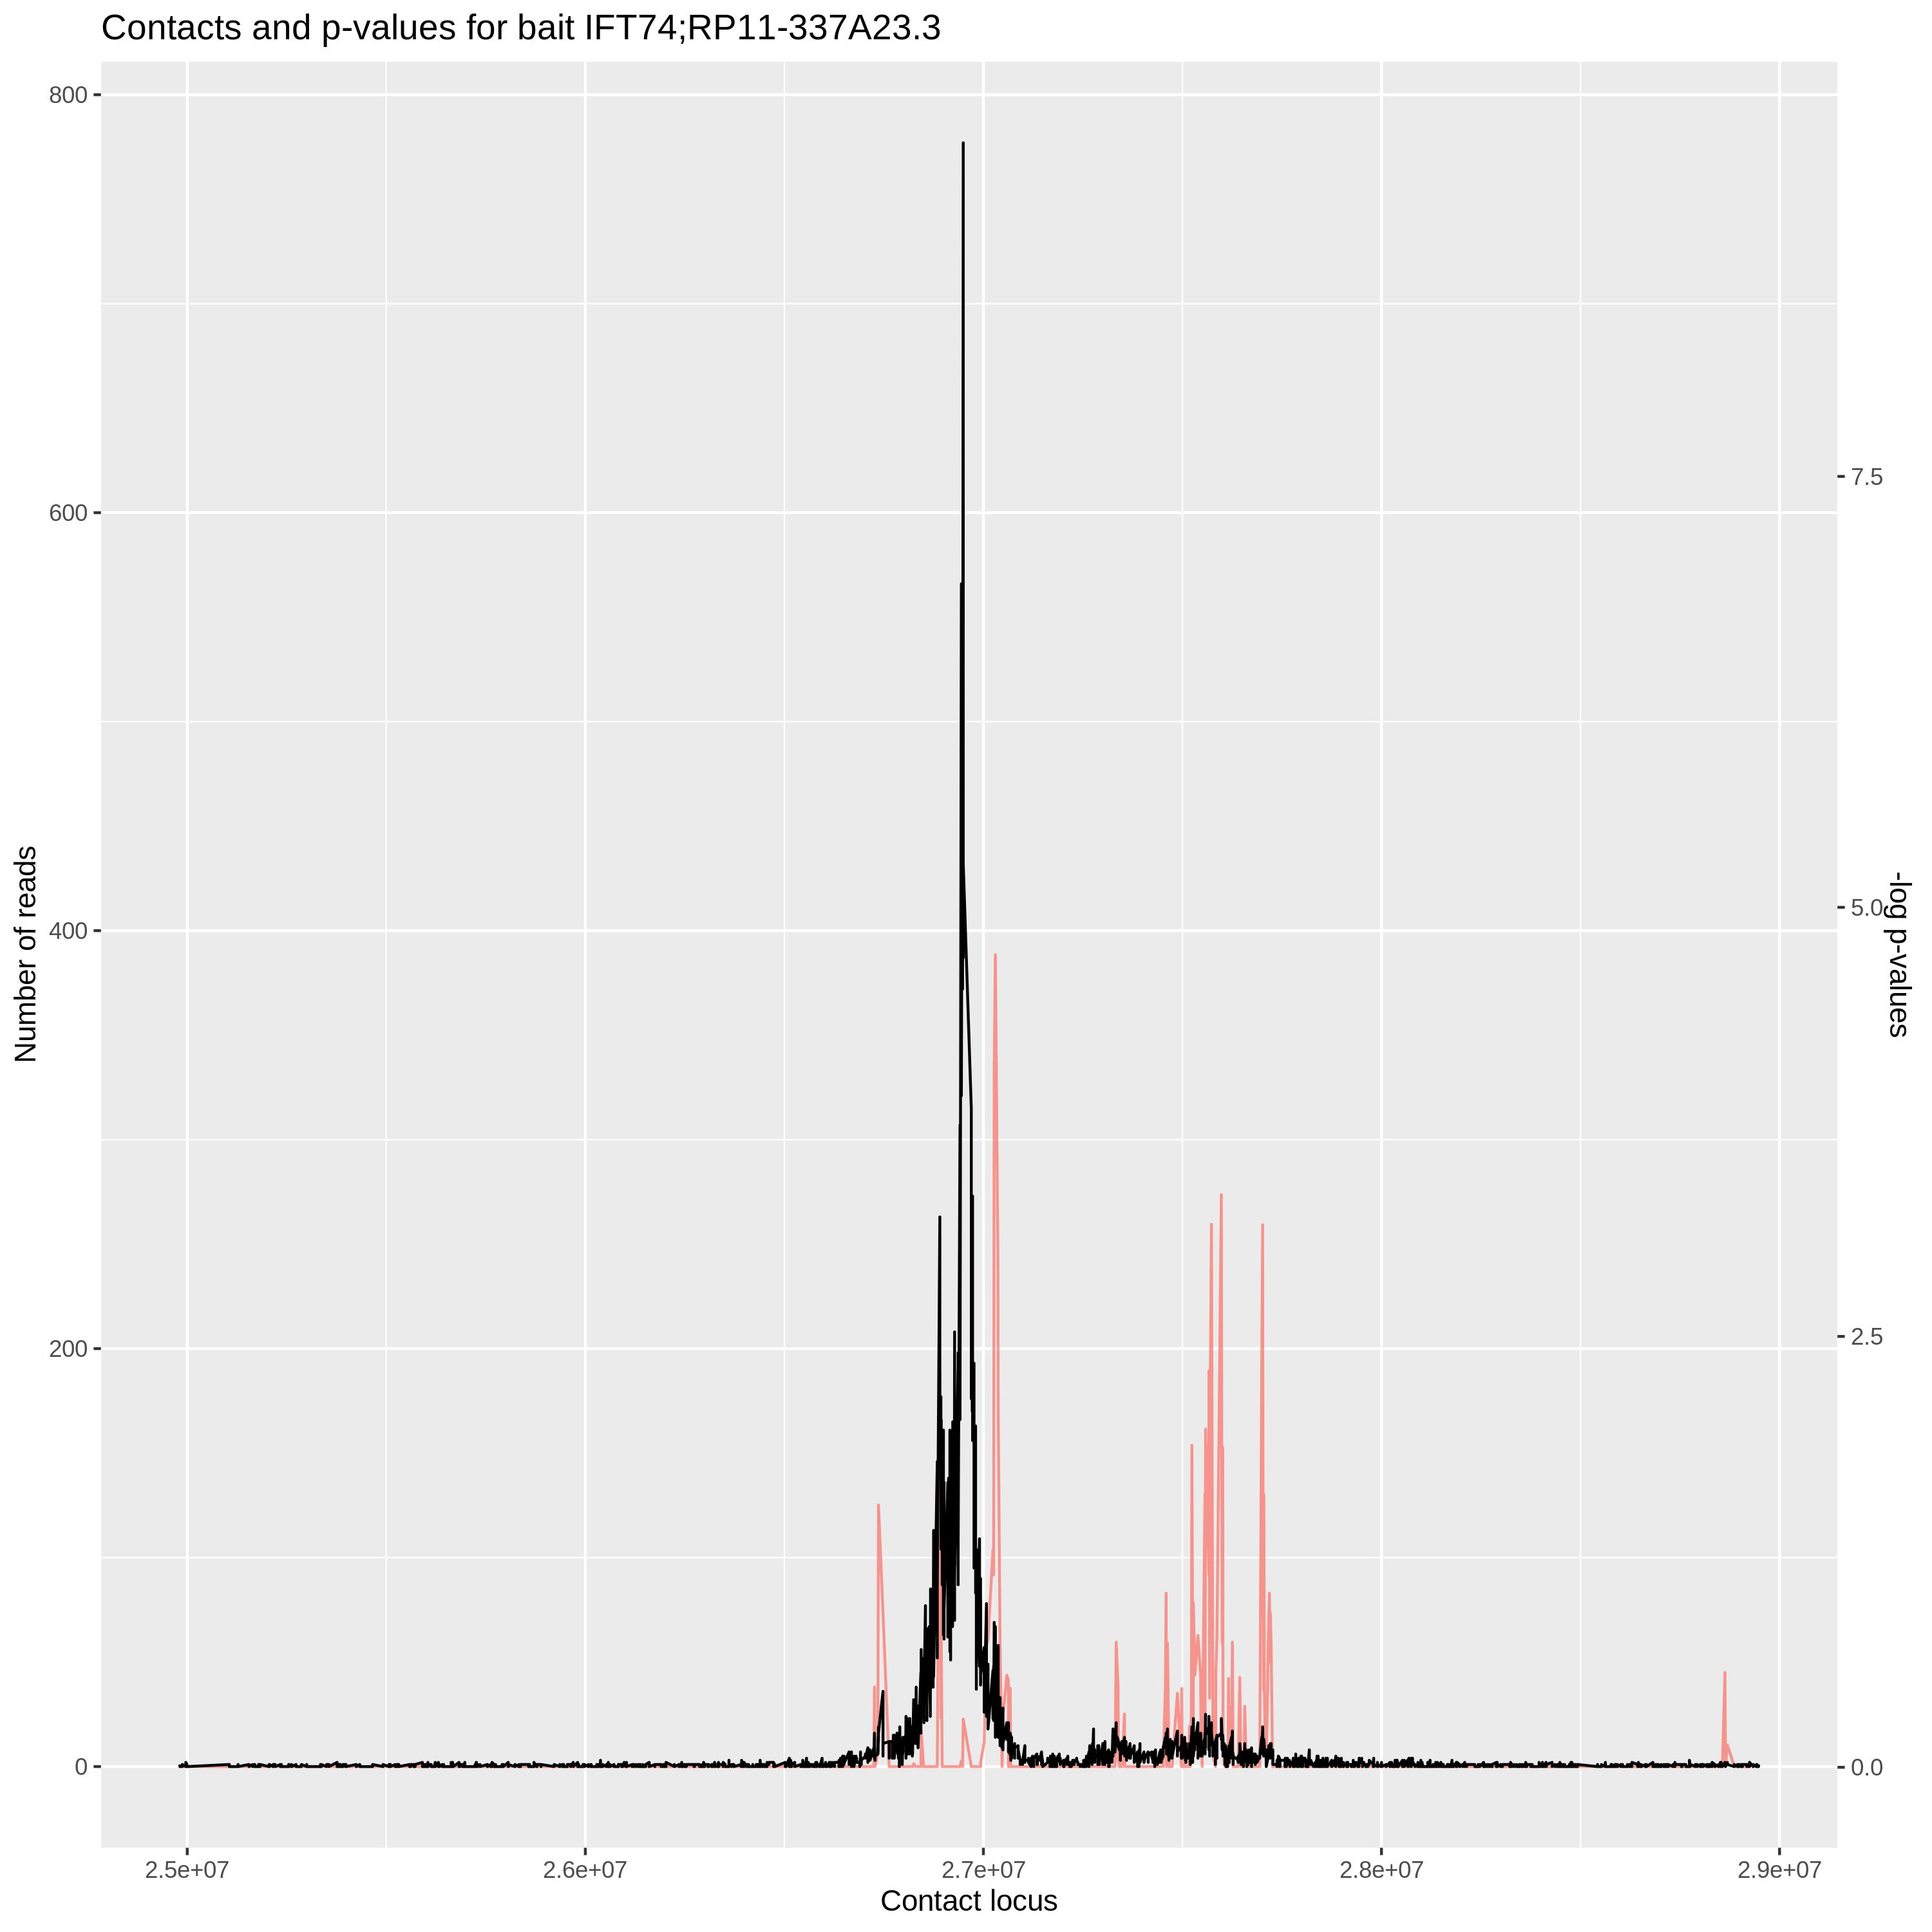 Contacts and p-values for bait IFT74;RP11-337A23.3
800
600
400
200
0
Number of reads
7.5
5.0
2.5
0.0
-log p-values
2.5e+07
2.6e+07
2.7e+07
2.8e+07
2.9e+07
Contact locus